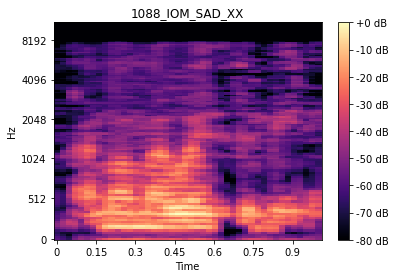 1088_IOM_SAD_XX
Hz
8192
4096
2048
1024
512
0
0
0.15
0.3
0.45
0.6
0.75
0.9
Time
+0 dB
-10 dB
-20 dB
-30 dB
-40 dB
-50 dB
-60 dB
-70 dB
-80 dB